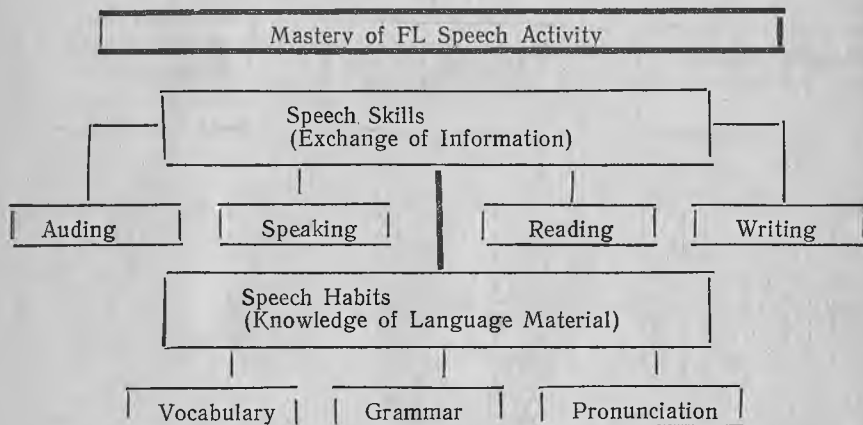 Mastery of FL Speech Activity
Speech Skills
(Exchange of Information)
Auding Speaking Reading Writing
Speech Habits
(Knowledge of Language Material)
Vocabulary Grammar Pronunciation